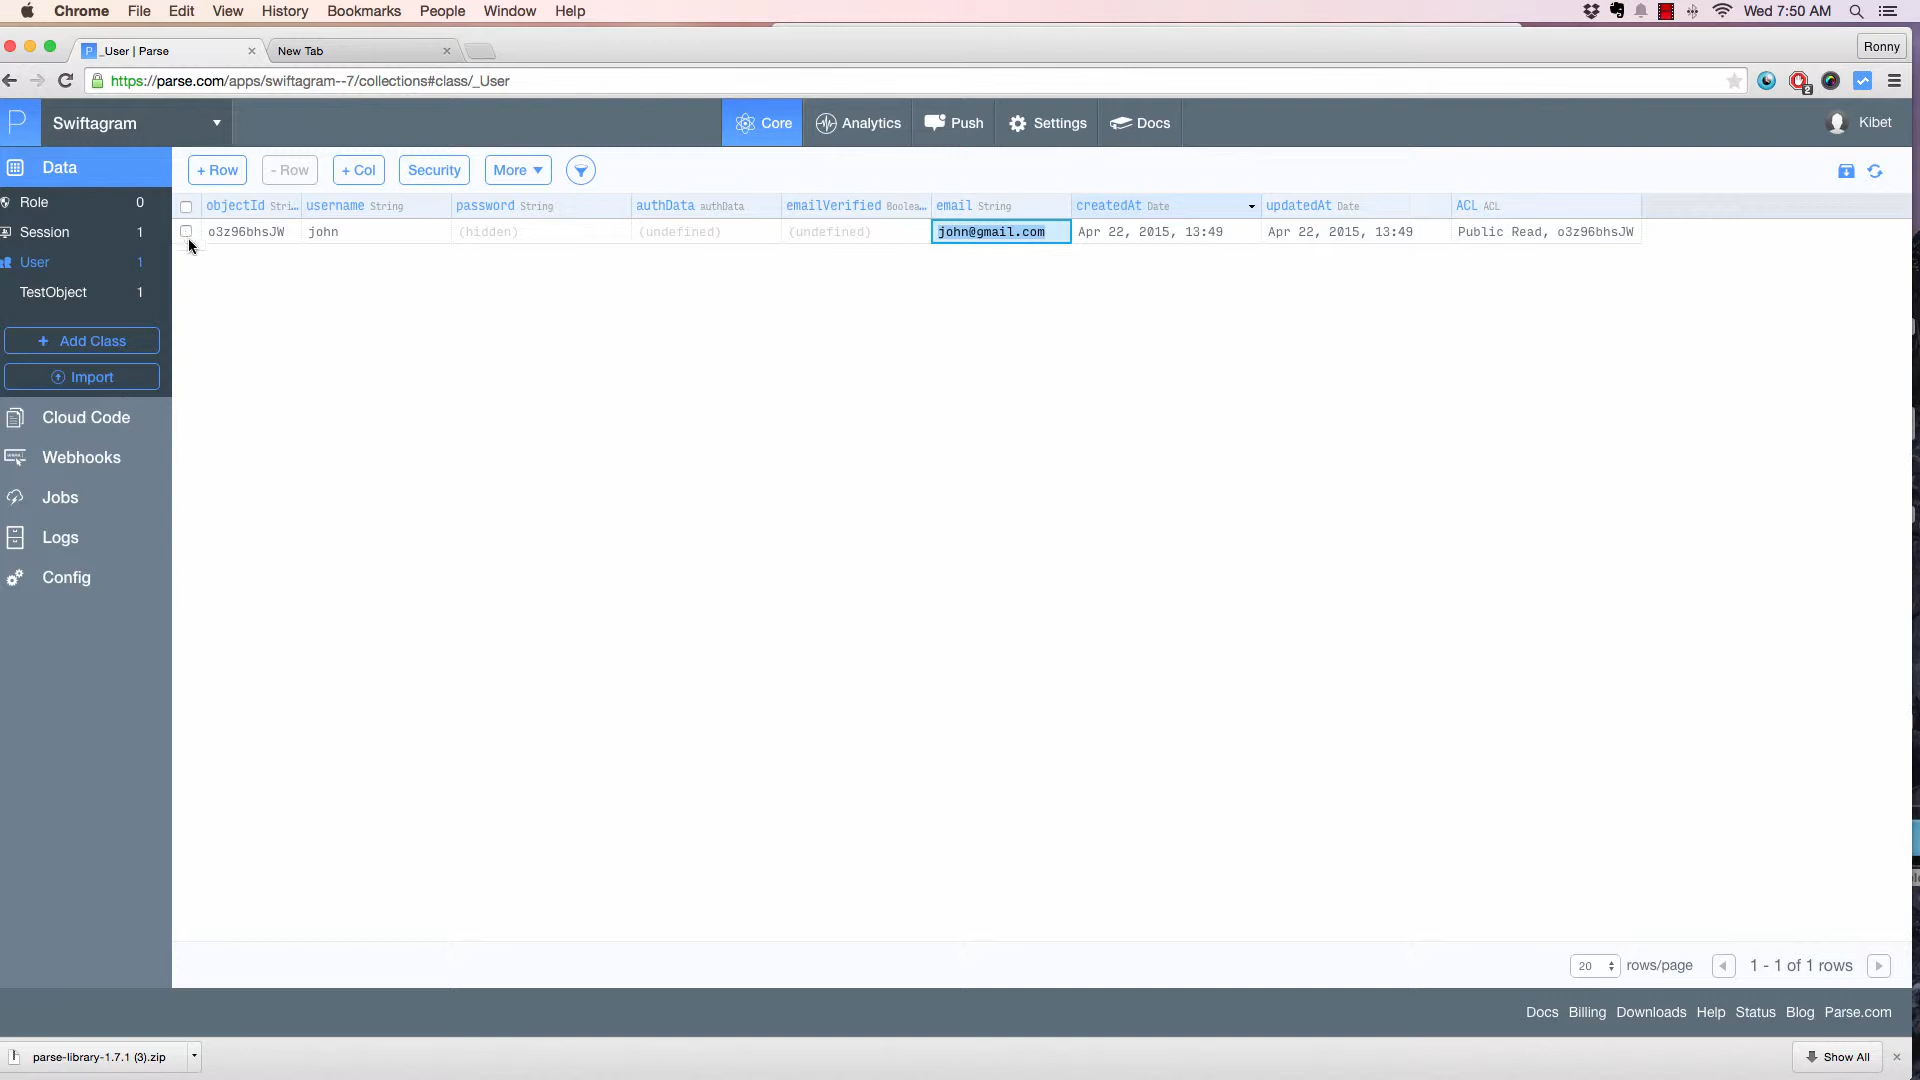 Chrome File Edit View History Bookmarks People Window Help Wed 7:50 AM
_User | Parse New Tab Ronny
https://parse.com/apps/swiftagram--7/collections#class/_User 2
P Swiftagram Core Analytics Push Settings Docs Kibet
Data + Row - Row + Col Security More
Role 0 objectId Stri... username String password String authData authData emailVerified Boolea... email String createdAt Date updatedAt Date ACL ACL
Session 1 o3z96bhsJW john (hidden) (undefined) (undefined) john@gmail.com Apr 22, 2015, 13:49 Apr 22, 2015, 13:49 Public Read, o3z96bhsJW
User 1
TestObject 1
+ Add Class
Import
Cloud Code
Webhooks
Jobs
Logs
Config
20 rows/page 1 - 1 of 1 rows
Docs Billing Downloads Help Status Blog Parse.com
parse-library-1.7.1 (3).zip Show All